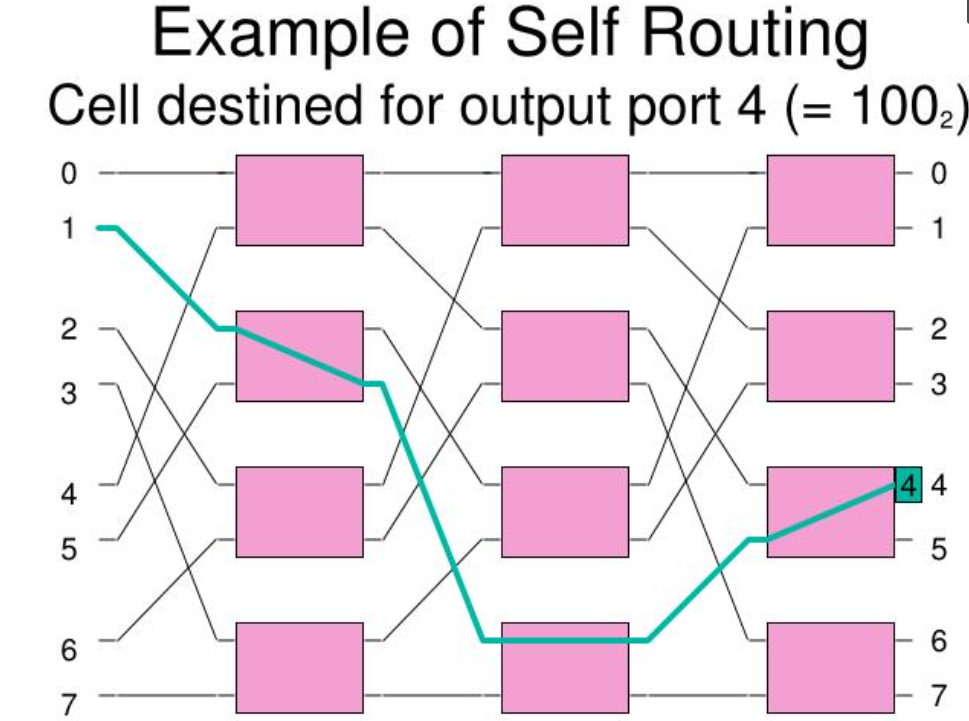 Example of Self Routing
Cell destined for output port 4 (= 100₂)
0 0
1 1
2 2
3 3
4 4 4
5 5
6 6
7 7